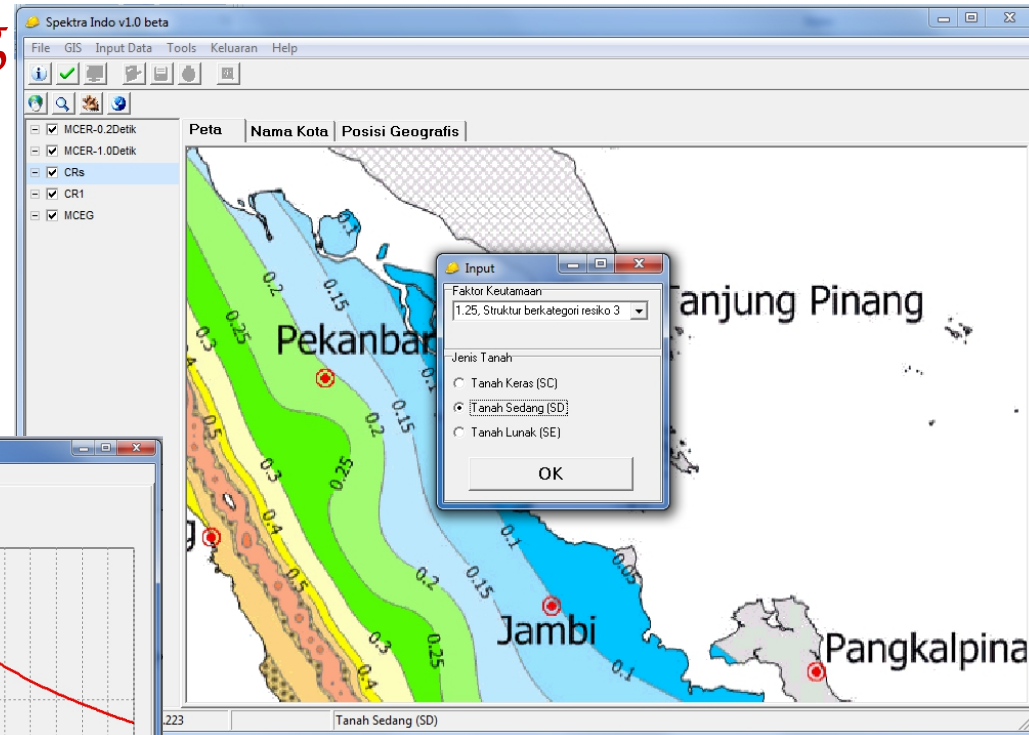 g
Spektra Indo v1.0 beta
File GIS Input Data Tools Keluaran Help
MCER-0.2Detik
MCER-1.0Detik
CRs
CR1
MCEG
Peta Nama Kota Posisi Geografis
0.1
0.2
0.15
0.25
0.3
Pekanbar
0.1
0.15
0.2
0.25
0.5
0.3
0.4
0.5
g
0.4
0.3
0.25
0.2
0.15
0.1
0.05
0.1
Jambi
anjung Pinang
Pangkalpina
Input
Faktor Keutamaan
1.25, Struktur berkategori resiko 3
Jenis Tanah
Tanah Keras (SC)
Tanah Sedang (SD)
Tanah Lunak (SE)
OK
.223
Tanah Sedang (SD)